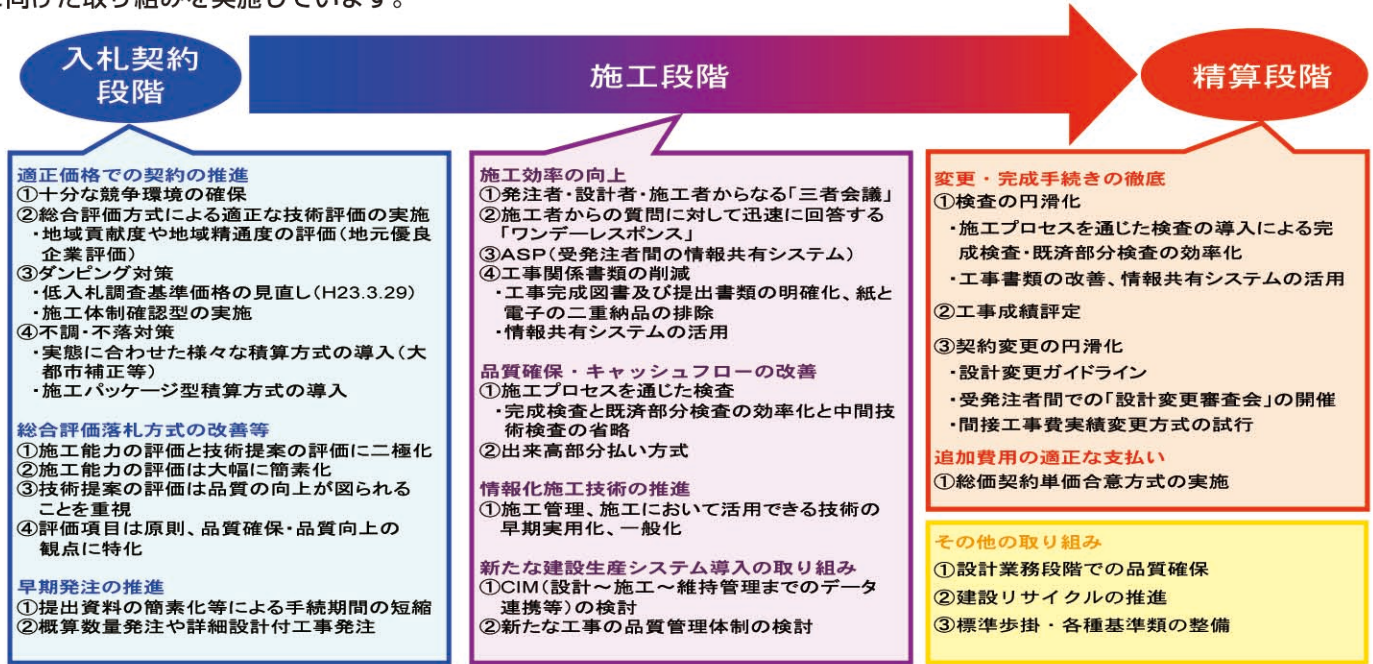 に向けた取り組みを実施しています。
入札契約
段階
施工段階
精算段階
適正価格での契約の推進
①十分な競争環境の確保
②総合評価方式による適正な技術評価の実施
・地域貢献度や地域精通度の評価(地元優良
企業評価)
③ダンピング対策
・低入札調査基準価格の見直し(H23.3.29)
・施工体制確認型の実施
④不調・不落対策
・実態に合わせた様々な積算方式の導入(大
都市補正等)
・施工パッケージ型積算方式の導入
総合評価落札方式の改善等
①施工能力の評価と技術提案の評価に二極化
②施工能力の評価は大幅に簡素化
③技術提案の評価は品質の向上が図られる
ことを重視
④評価項目は原則、品質確保・品質向上の
観点に特化
早期発注の推進
①提出資料の簡素化等による手続期間の短縮
②概算数量発注や詳細設計付工事発注
施工効率の向上
①発注者・設計者・施工者からなる「三者会議」
②施工者からの質問に対して迅速に回答する
「ワンデーレスポンス」
③ASP(受発注者間の情報共有システム)
④工事関係書類の削減
・工事完成図書及び提出書類の明確化、紙と
電子の二重納品の排除
・情報共有システムの活用
品質確保・キャッシュフローの改善
①施工プロセスを通じた検査
・完成検査と既済部分検査の効率化と中間技
術検査の省略
②出来高部分払い方式
情報化施工技術の推進
①施工管理、施工において活用できる技術の
早期実用化、一般化
新たな建設生産システム導入の取り組み
①CIM(設計～施工～維持管理までのデータ
連携等)の検討
②新たな工事の品質管理体制の検討
変更・完成手続きの徹底
①検査の円滑化
・施工プロセスを通じた検査の導入による完
成検査・既済部分検査の効率化
・工事書類の改善、情報共有システムの活用
②工事成績評定
③契約変更の円滑化
・設計変更ガイドライン
・受発注者間での「設計変更審査会」の開催
・間接工事費実績変更方式の試行
追加費用の適正な支払い
①総価契約単価合意方式の実施
その他の取り組み
①設計業務段階での品質確保
②建設リサイクルの推進
③標準歩掛・各種基準類の整備